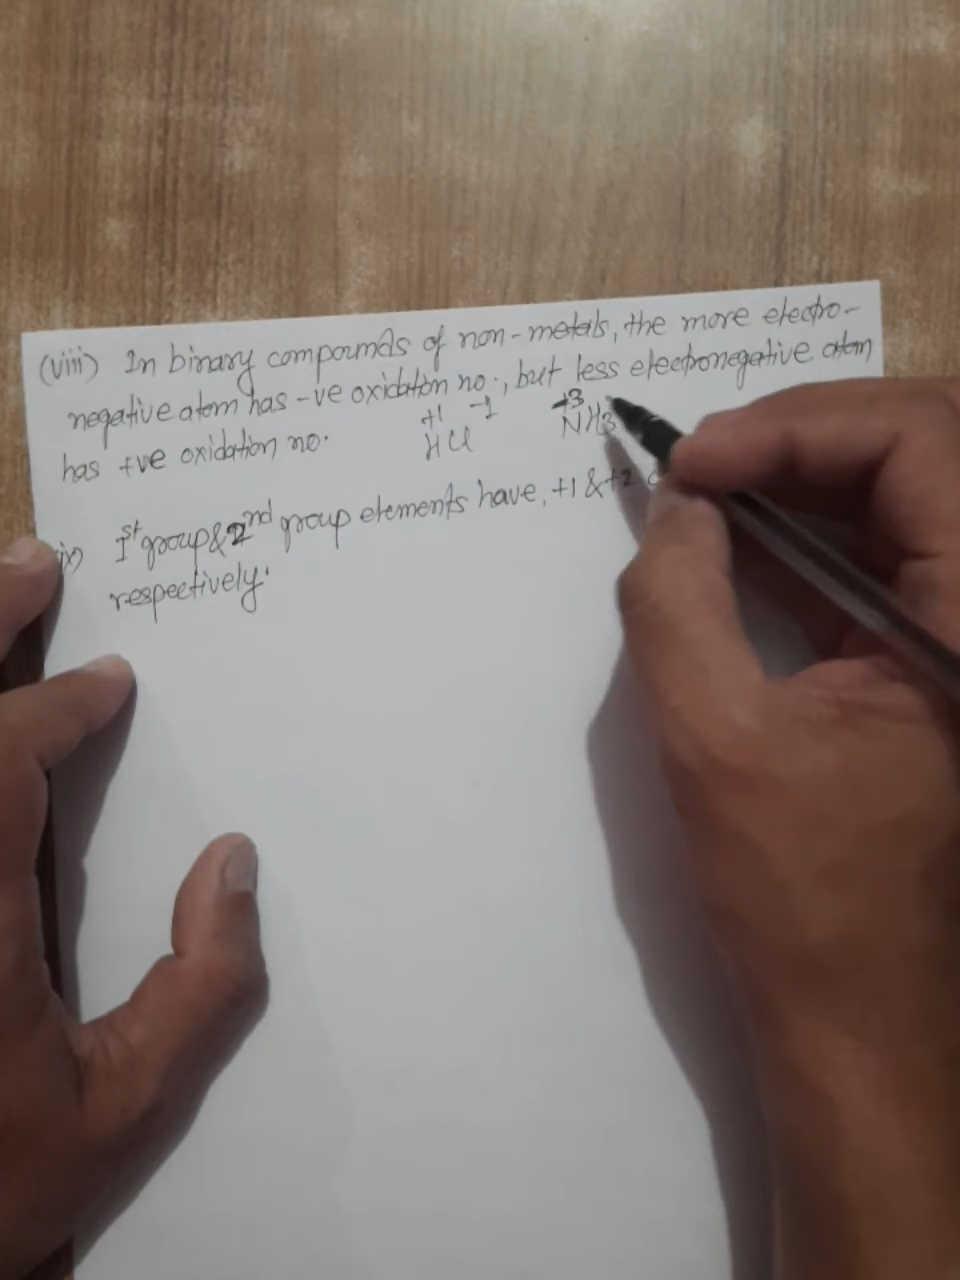 (viii) In binary compounds of non-metals, the more electro-
negative atom has -ve oxidation no., but less electronegative atom
has +ve oxidation no.
+1 -1 -3
HCl NH3
ix) Ist group & 2nd group elements have, +1 & +2
respectively.